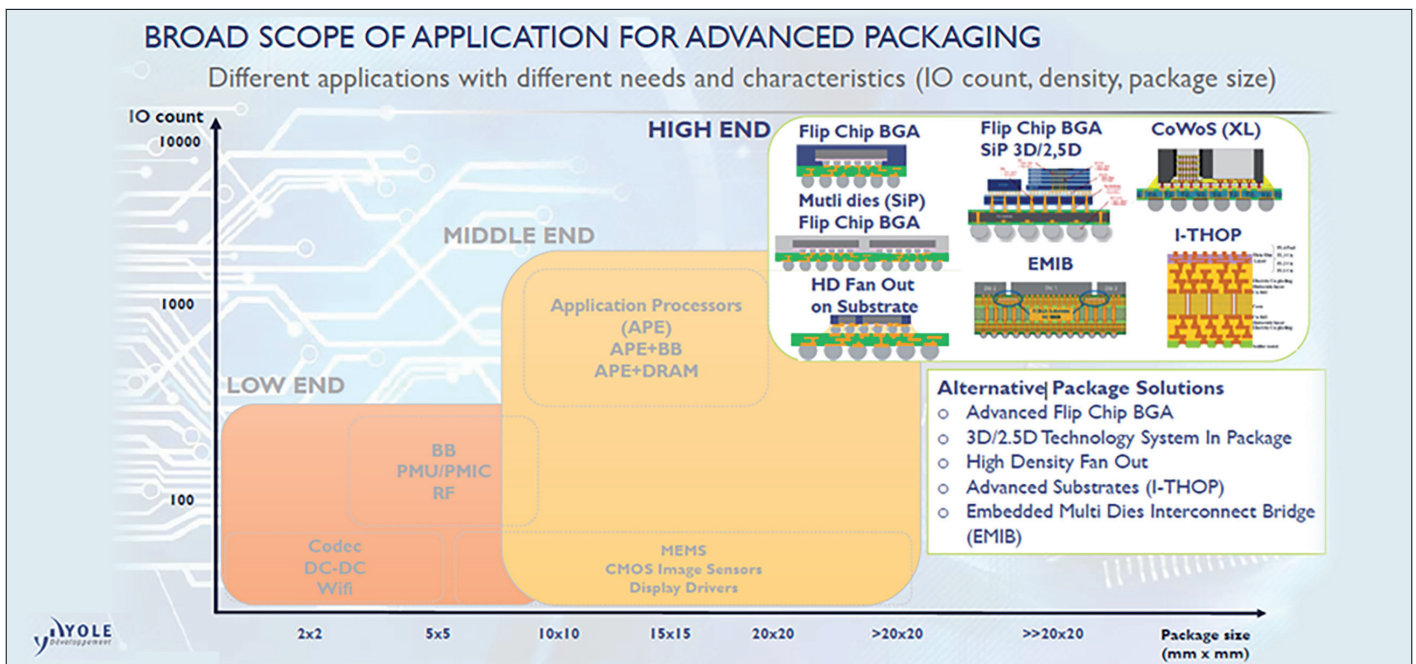 BROAD SCOPE OF APPLICATION FOR ADVANCED PACKAGING
Different applications with different needs and characteristics (IO count, density, package size)
IO count
10000
1000
100
HIGH END
Flip Chip BGA
Mutli dies (SiP)
Flip Chip BGA
HD Fan Out
on Substrate
Flip Chip BGA
SiP 3D/2,5D
EMIB
CoWoS (XL)
I-THOP
MIDDLE END
Application Processors
(APE)
APE+BB
APE+DRAM
LOW END
BB
PMU/PMIC
RF
Codec
DC-DC
Wifi
MEMS
CMOS Image Sensors
Display Drivers
Alternative Package Solutions
Advanced Flip Chip BGA
3D/2.5D Technology System In Package
High Density Fan Out
Advanced Substrates (I-THOP)
Embedded Multi Dies Interconnect Bridge
(EMIB)
2x2
5x5
10x10
15x15
20x20
>20x20
>>20x20
Package size
(mm x mm)
YOLE
Développement